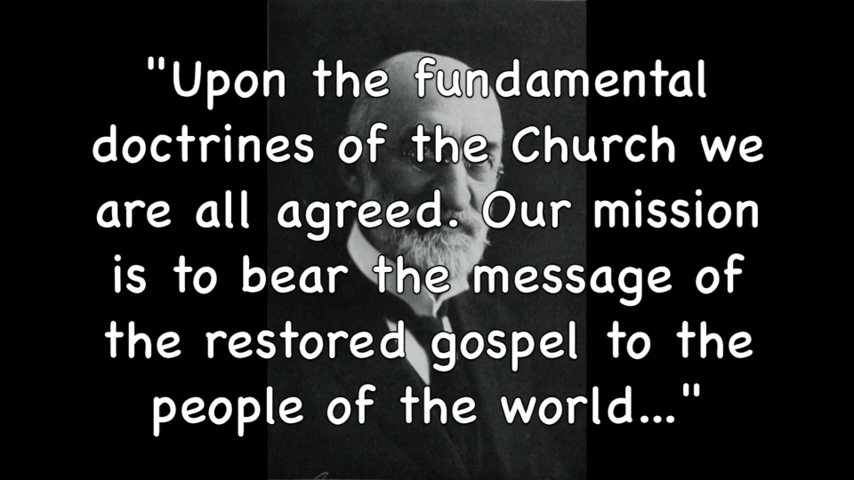 "Upon the fundamental
doctrines of the Church we
are all agreed. Our mission
is to bear the message of
the restored gospel to the
people of the world..."